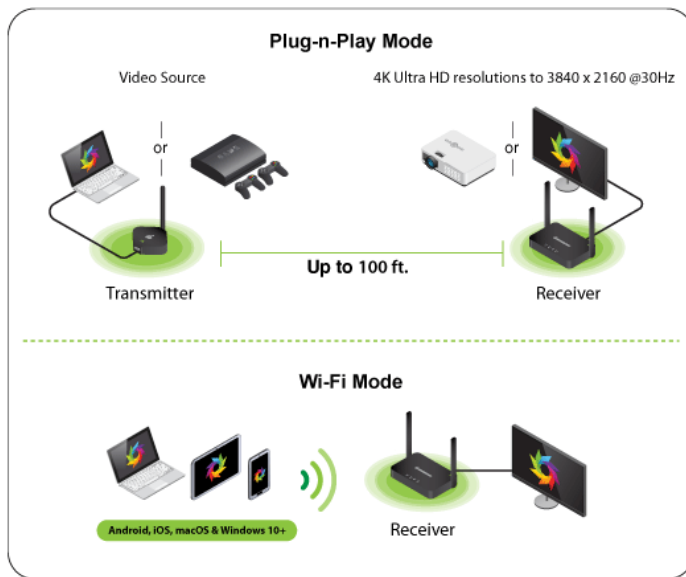 Plug-n-Play Mode
Video Source
4K Ultra HD resolutions to 3840 x 2160 @30Hz
or
or
Up to 100 ft.
Transmitter
Receiver
Wi-Fi Mode
Android, iOS, macOS & Windows 10+
Receiver